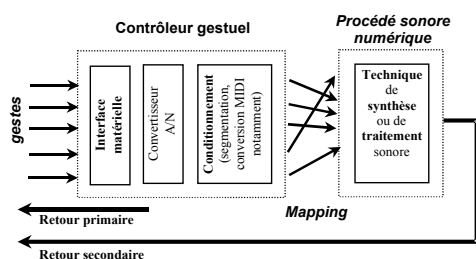 Contrôleur gestuel
Procédé sonore
numérique
gestes
Interface
matérielle
Convertisseur
A/N
Conditionnement
(segmentation,
conversion MIDI
notamment)
Technique
de
synthèse
ou de
traitement
sonore
Mapping
Retour primaire
Retour secondaire